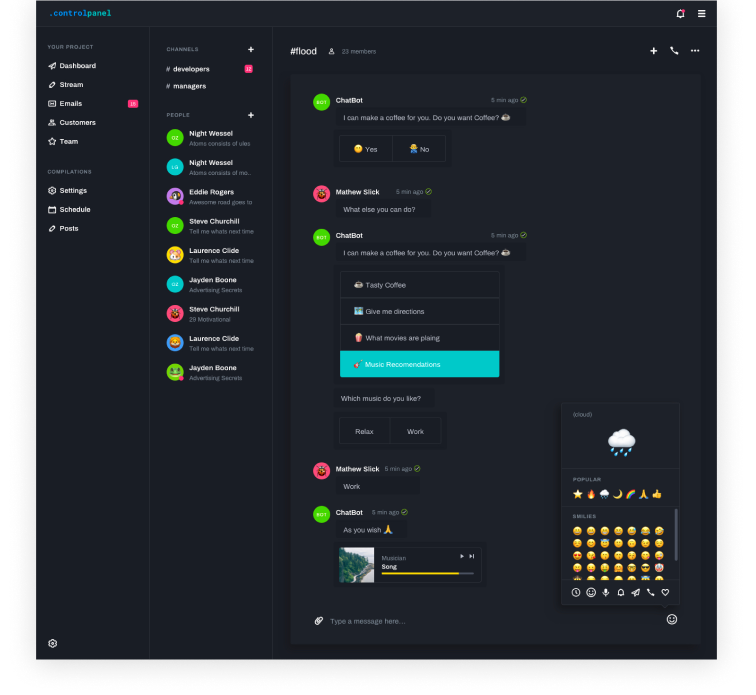 .controlpanel
YOUR PROJECT
Dashboard
Stream
Emails
Customers
Team
COMPILATIONS
Settings
Schedule
Posts
CHANNELS
# developers
# managers
PEOPLE
OZ
Night Wessel
Atoms consists of uies
LG
Night Wessel
Atoms consists of mo..
Eddie Rogers
Awesome road goes to
OZ
Steve Churchill
Tell me whats next time
Laurence Clide
Tell me whats next time
Jayden Boone
Advertising Secrets
Steve Churchill
29 Motivational
Laurence Clide
Tell me whats next time
Jayden Boone
Advertising Secrets
#flood 23 members
BOT
ChatBot 5 min ago
I can make a coffee for you. Do you want Coffee?
Yes No
Mathew Slick 5 min ago
What else you can do?
BOT
ChatBot 5 min ago
I can make a coffee for you. Do you want Coffee?
Tasty Coffee
Give me directions
What movies are plaing
Music Recomendations
Which music do you like?
Relax Work
Mathew Slick 5 min ago
Work
BOT
ChatBot 5 min ago
As you wish
Musician
Song
Type a message here...
(cloud)
POPULAR
SMILIES